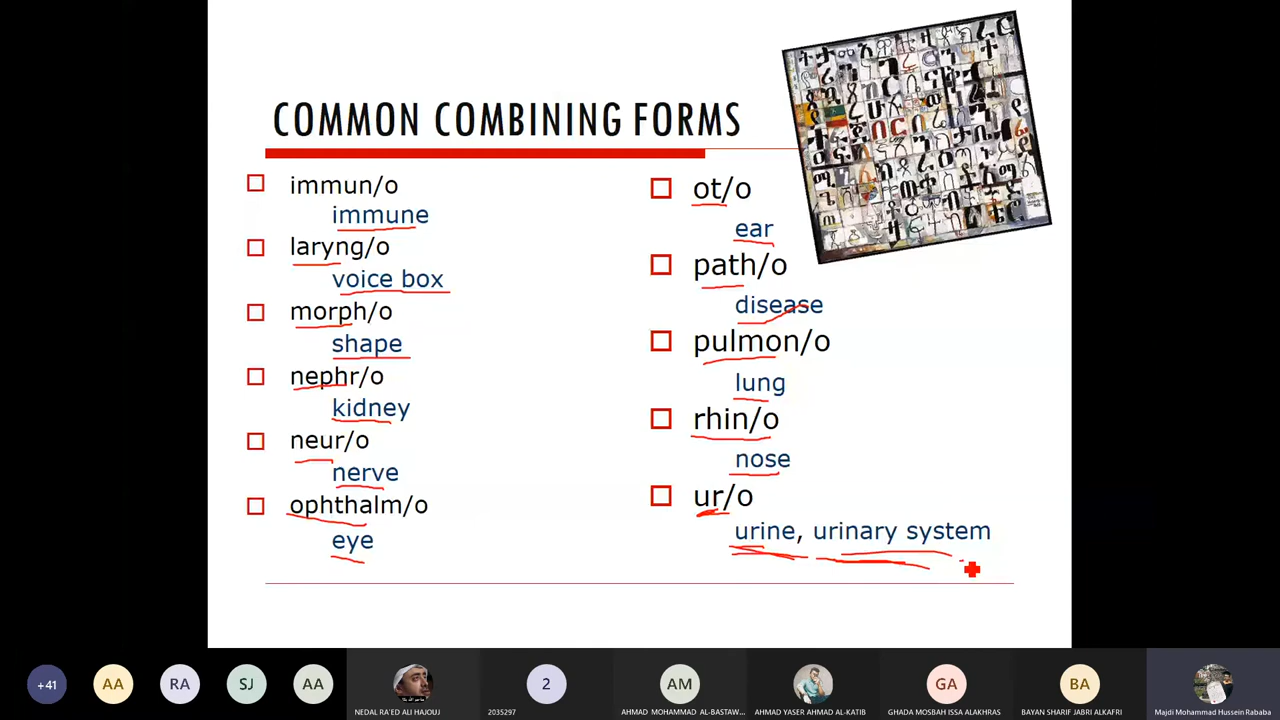 COMMON COMBINING FORMS
immun/o
immune
laryng/o
voice box
morph/o
shape
nephr/o
kidney
neur/o
nerve
ophthalm/o
eye
ot/o
ear
path/o
disease
pulmon/o
lung
rhin/o
nose
ur/o
urine, urinary system
+41
AA
RA
SJ
AA
NEDAL RA'ED ALI HAJOUJ
2
2035297
AM
AHMAD MOHAMMAD AL-BASTAW...
AHMAD YASER AHMAD AL-KATIB
GA
GHADA MOSBAH ISSA ALAKHRAS
BA
BAYAN SHARIF JABRI ALKAFRI
Majdi Mohammad Hussein Rababa